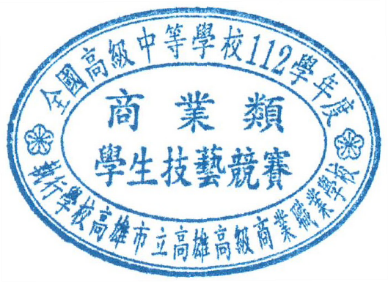 全國高級中等學校112學年度
商業類
學生技藝競賽
執行學校高雄市立高雄高級商業職業學校